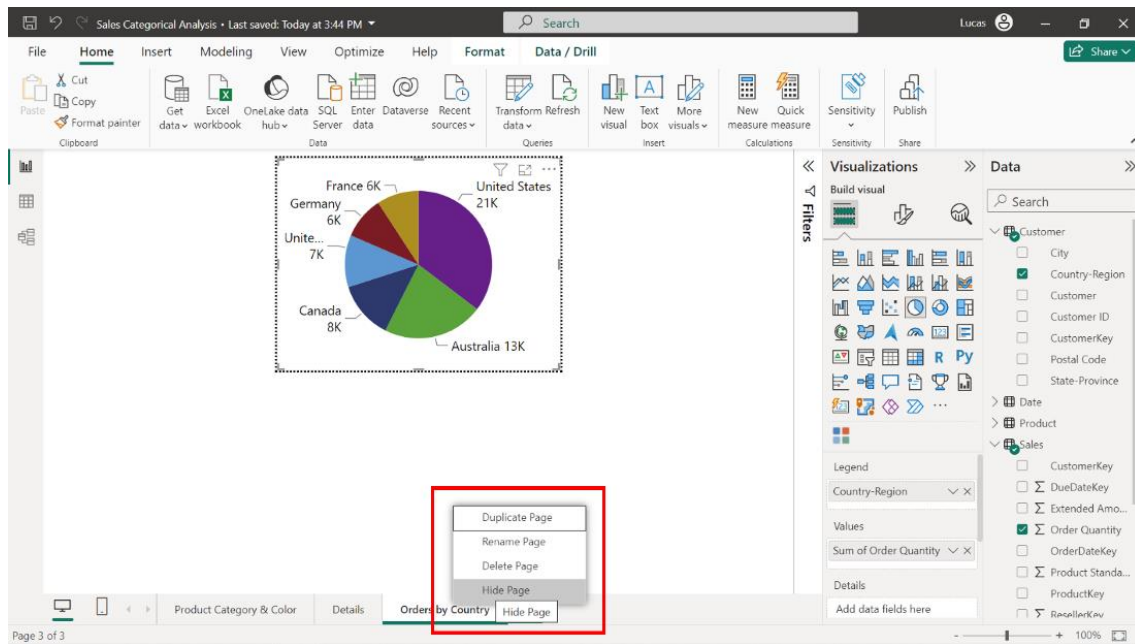 Sales Categorical Analysis • Last saved: Today at 3:44 PM
Search
Lucas
File Home Insert Modeling View Optimize Help Format Data / Drill
Share
Paste
Cut
Copy
Format painter
Clipboard
Get data
Excel workbook
OneLake data hub
SQL Server
Enter data
Dataverse
Recent sources
Data
Transform data
Refresh
Queries
New visual
Text box
More visuals
Insert
New measure
Quick measure
Calculations
Sensitivity
Sensitivity
Publish
Share
France 6K
United States
21K
Germany
6K
Unite...
7K
Canada
8K
Australia 13K
Filters
Visualizations
Build visual
123
R
Py
Legend
Country-Region
Values
Sum of Order Quantity
Details
Add data fields here
Data
Search
Customer
City
Country-Region
Customer
Customer ID
CustomerKey
Postal Code
State-Province
Date
Product
Sales
CustomerKey
DueDateKey
Extended Amo...
Order Quantity
OrderDateKey
Product Standa...
ProductKey
ResellerKey
Duplicate Page
Rename Page
Delete Page
Hide Page
Hide Page
Product Category & Color
Details
Orders by Country
Page 3 of 3
- + 100%